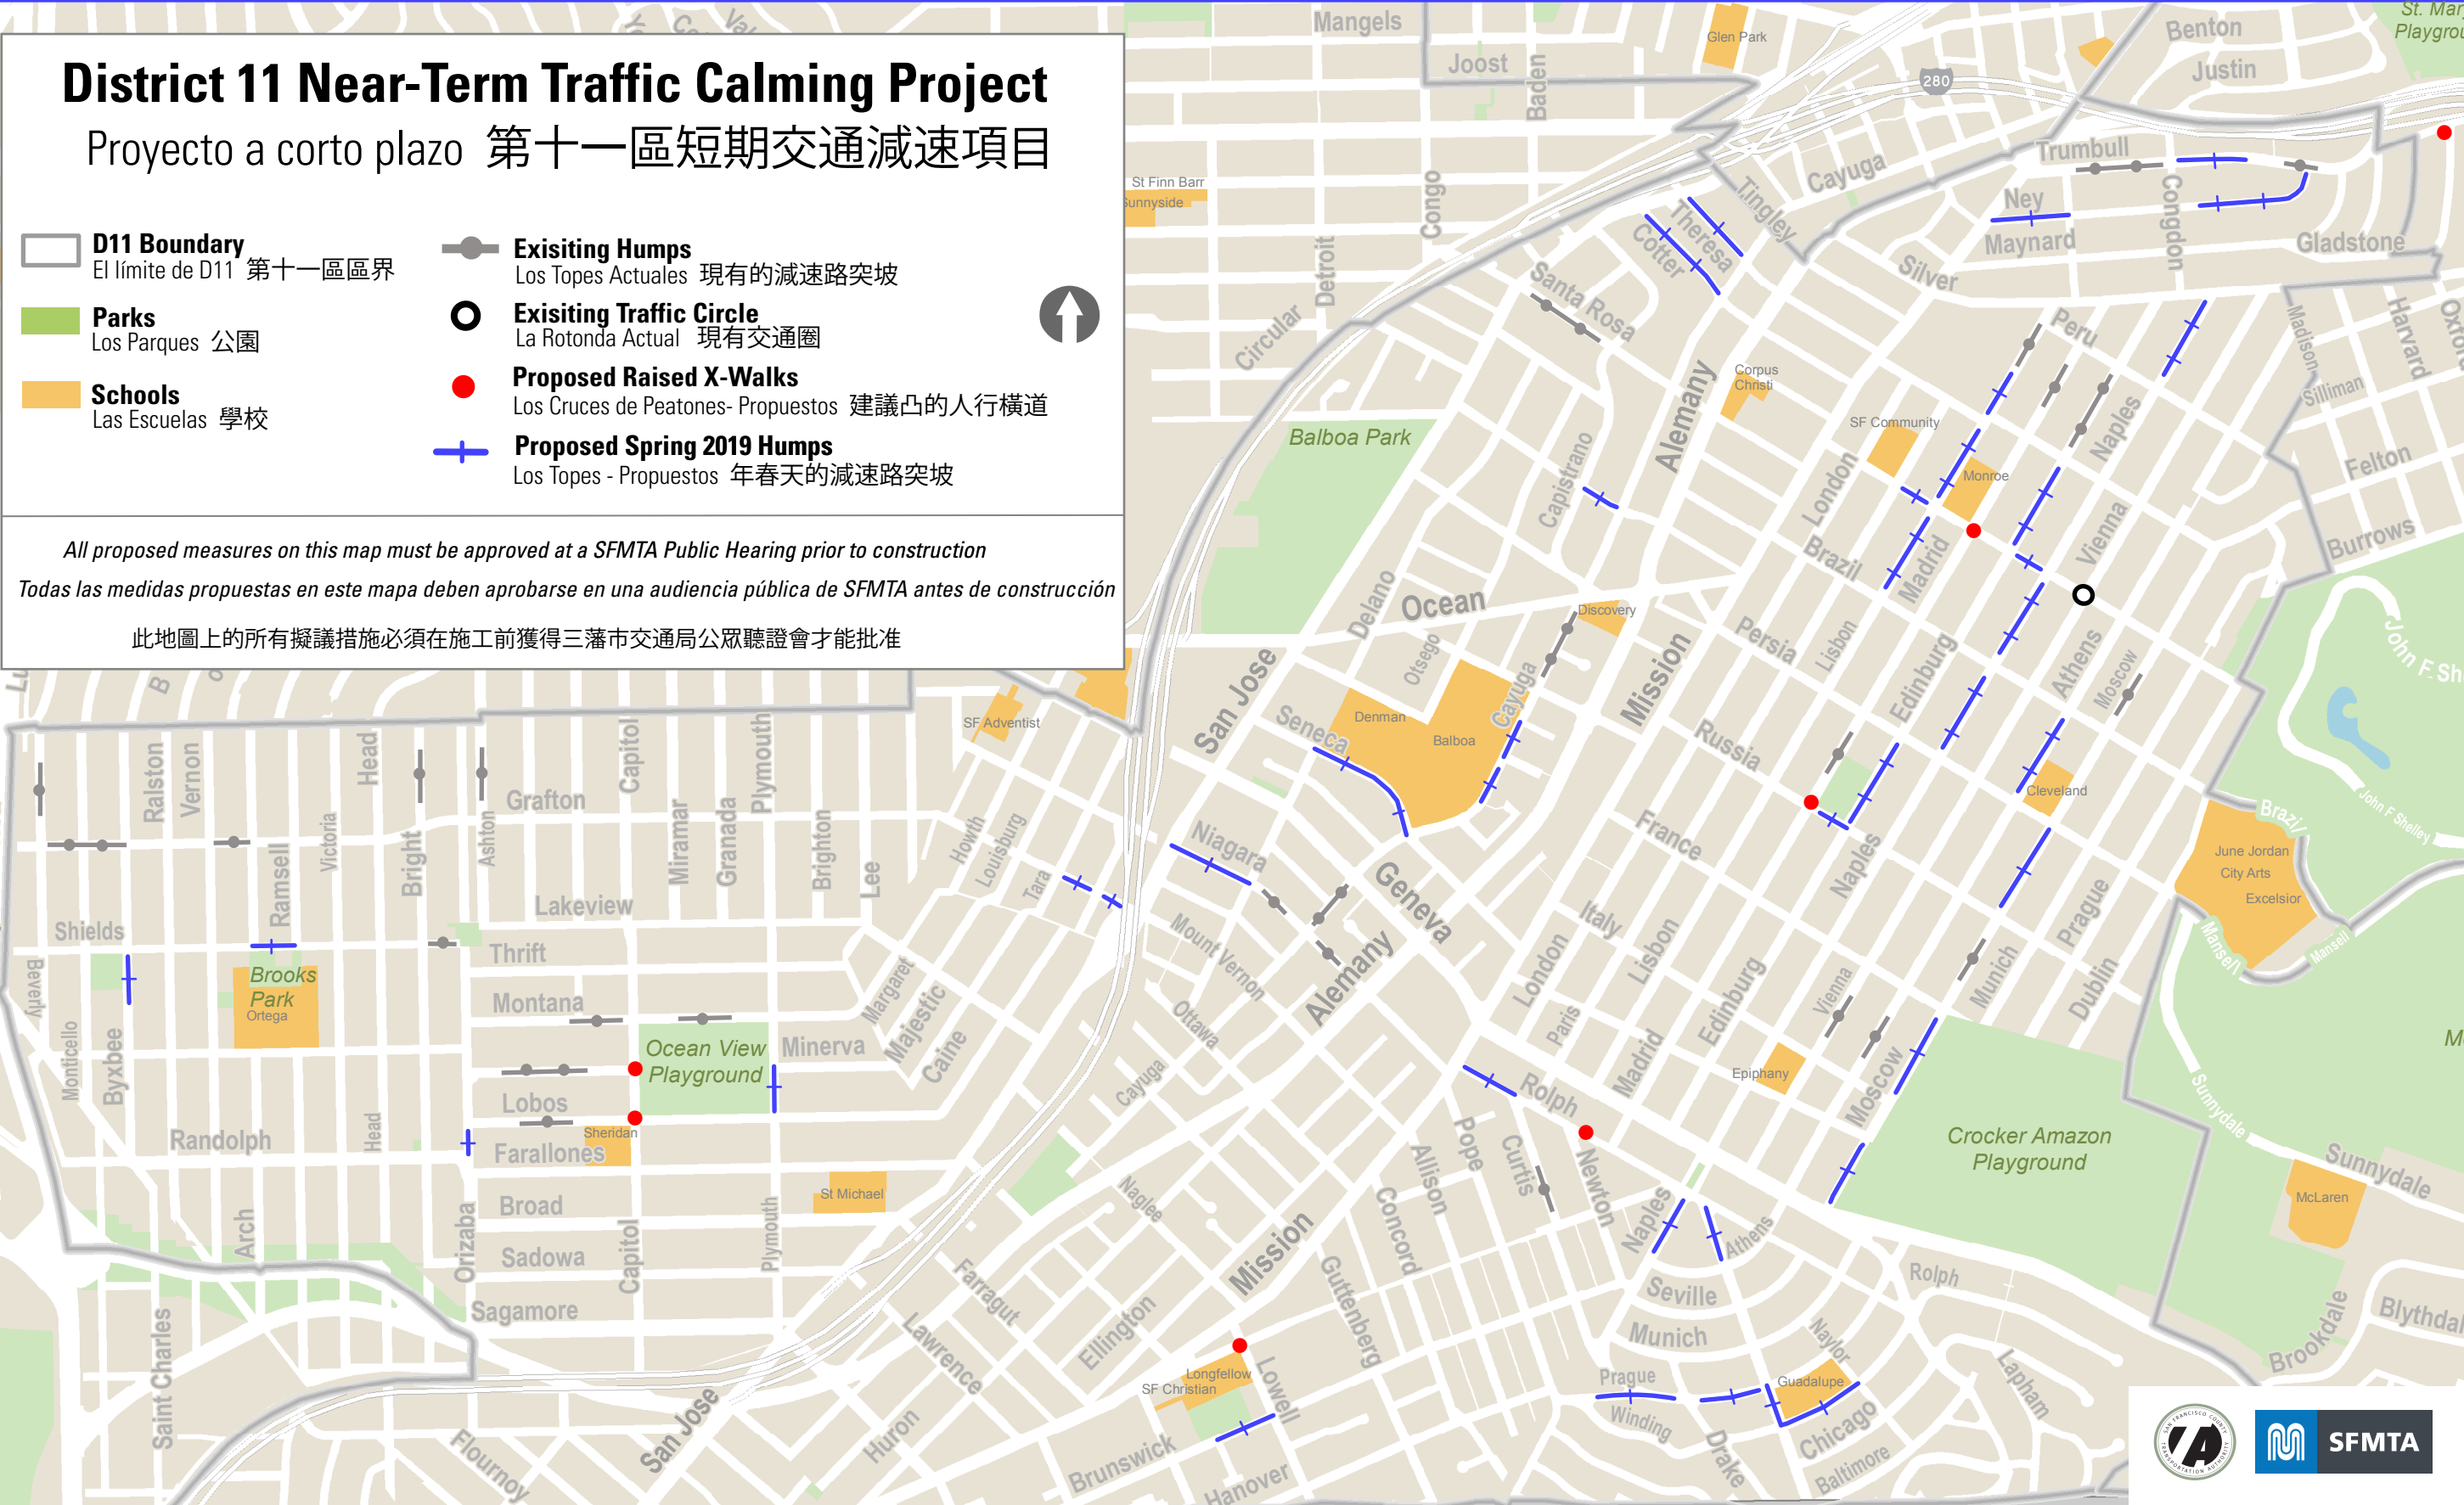 District 11 Near-Term Traffic Calming Project
Proyecto a corto plazo 第十一區短期交通減速項目
D11 Boundary
El límite de D11 第十一區區界
Parks
Los Parques 公園
Schools
Las Escuelas 學校
Exisiting Humps
Los Topes Actuales 現有的減速路突坡
Exisiting Traffic Circle
La Rotonda Actual 現有交通圈
Proposed Raised X-Walks
Los Cruces de Peatones- Propuestos 建議凸的人行橫道
Proposed Spring 2019 Humps
Los Topes - Propuestos 年春天的減速路突坡
All proposed measures on this map must be approved at a SFMTA Public Hearing prior to construction
Todas las medidas propuestas en este mapa deben aprobarse en una audiencia pública de SFMTA antes de construcción
此地圖上的所有擬議措施必須在施工前獲得三藩市交通局公眾聽證會才能批准
Mangels
Joost
Baden
Glen Park
280
Benton
Justin
St. Mar
Playgrou
St Finn Barr
Sunnyside
Congo
Detroit
Circular
Cayuga
Tingley
Theresa
Cotter
Santa Rosa
Trumbull
Ney
Maynard
Congdon
Gladstone
Silver
Peru
Madison
Harvard
Oxfor
Silliman
Felton
Burrows
Balboa Park
Alemany
Corpus
Christi
Capistrano
SF Community
Monroe
London
Brazil
Madrid
Naples
Vienna
Ocean
Delano
Otsego
Discovery
Cayuga
Persia
Lisbon
Edinburg
Athens
Moscow
Mission
San Jose
Seneca
Denman
Balboa
Russia
France
Cleveland
Naples
John F. Sh
John F Shelley
Brazil
June Jordan
City Arts
Excelsior
Mansell
Mansell
SF Adventist
Ralston
Vernon
Head
Capitol
Plymouth
Grafton
Victoria
Ashton
Bright
Ramsell
Miramar
Granada
Brighton
Lee
Howth
Louisburg
Tara
Niagara
Geneva
Mount Vernon
Alemany
Italy
London
Lisbon
Prague
Munich
Dublin
Lakeview
Shields
Thrift
Beverly
Brooks
Park
Ortega
Montana
Monticello
Byxbee
Ocean View
Playground
Minerva
Margaret
Majestic
Caine
Ottawa
Cayuga
Paris
Madrid
Edinburg
Vienna
Epiphany
Moscow
Rolph
Lobos
Sheridan
Farallones
Randolph
Head
St Michael
Broad
Sadowa
Sagamore
Arch
Orizaba
Capitol
Plymouth
Saint Charles
Naglee
Mission
Allison
Pope
Curtis
Newton
Concord
Guttenberg
Naples
Athens
Seville
Munich
Crocker Amazon
Playground
Sunnydale
Sunnydale
McLaren
Rolph
Naylor
Prague
Winding
Guadalupe
Chicago
Drake
Baltimore
Lapham
Brookdale
Blythdal
Farragut
Lawrence
Ellington
Longfellow
SF Christian
Lowell
San Jose
Huron
Flournoy
Brunswick
Hanover
SAN FRANCISCO COUNTY
TRANSPORTATION AUTHORITY
SFMTA